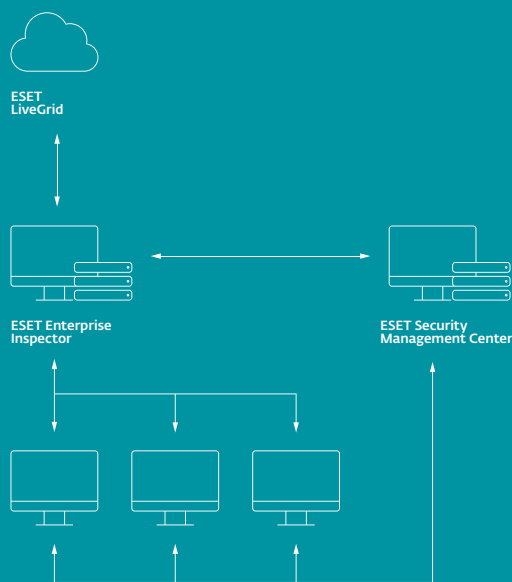 ESET
LiveGrid
ESET Enterprise
Inspector
ESET Security
Management Center